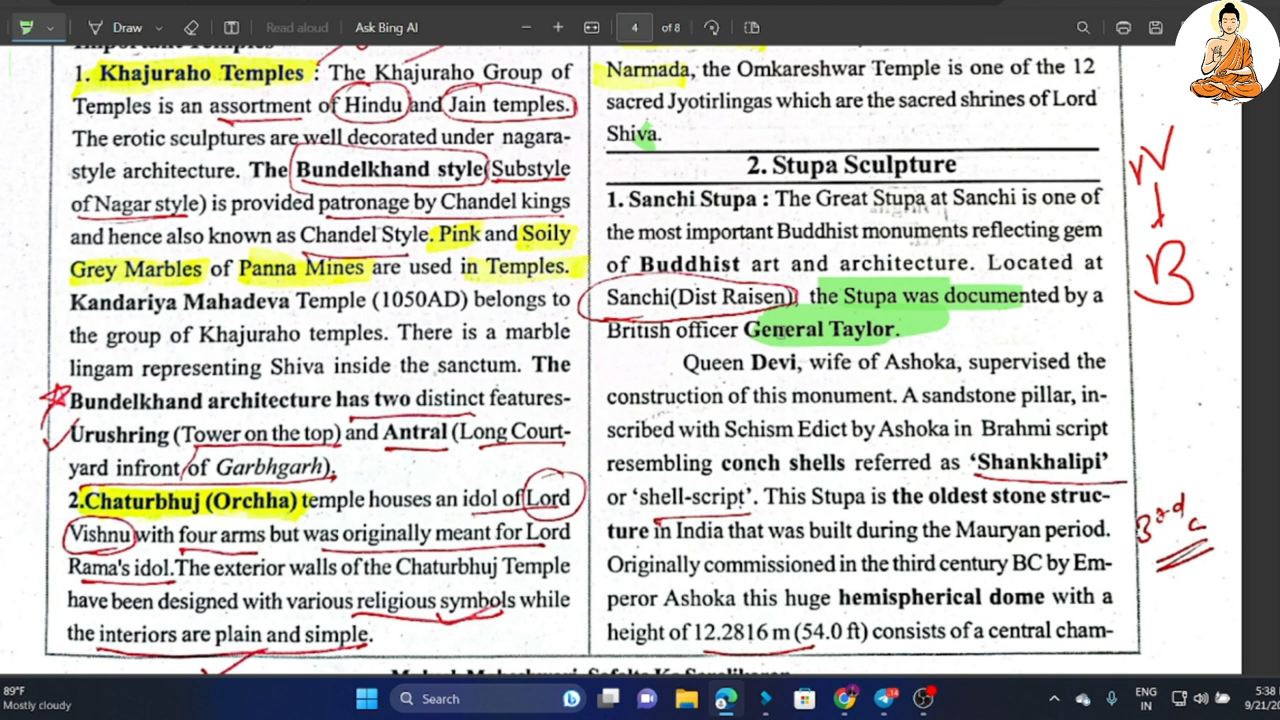 Draw
Read aloud
Ask Bing AI
4 of 8
Important Temples
1. Khajuraho Temples : The Khajuraho Group of
Temples is an assortment of Hindu and Jain temples.
The erotic sculptures are well decorated under nagara-
style architecture. The Bundelkhand style(Substyle
of Nagar style) is provided patronage by Chandel kings
and hence also known as Chandel Style. Pink and Soily
Grey Marbles of Panna Mines are used in Temples.
Kandariya Mahadeva Temple (1050AD) belongs to
the group of Khajuraho temples. There is a marble
lingam representing Shiva inside the sanctum. The
Bundelkhand architecture has two distinct features-
Urushring (Tower on the top) and Antral (Long Court-
yard infront of Garbhgarh).
2.Chaturbhuj (Orchha) temple houses an idol of Lord
Vishnu with four arms but was originally meant for Lord
Rama's idol.The exterior walls of the Chaturbhuj Temple
have been designed with various religious symbols while
the interiors are plain and simple.
Narmada, the Omkareshwar Temple is one of the 12
sacred Jyotirlingas which are the sacred shrines of Lord
Shiva.
2. Stupa Sculpture
1. Sanchi Stupa : The Great Stupa at Sanchi is one of
the most important Buddhist monuments reflecting gem
of Buddhist art and architecture. Located at
Sanchi(Dist Raisen) the Stupa was documented by a
British officer General Taylor.
Queen Devi, wife of Ashoka, supervised the
construction of this monument. A sandstone pillar, in-
scribed with Schism Edict by Ashoka in Brahmi script
resembling conch shells referred as ‘Shankhalipi’
or ‘shell-script’. This Stupa is the oldest stone struc-
ture in India that was built during the Mauryan period.
Originally commissioned in the third century BC by Em-
peror Ashoka this huge hemispherical dome with a
height of 12.2816 m (54.0 ft) consists of a central cham-
B
3rd c
89°F
Mostly cloudy
Search
14
ENG
IN
5:38
9/21/20